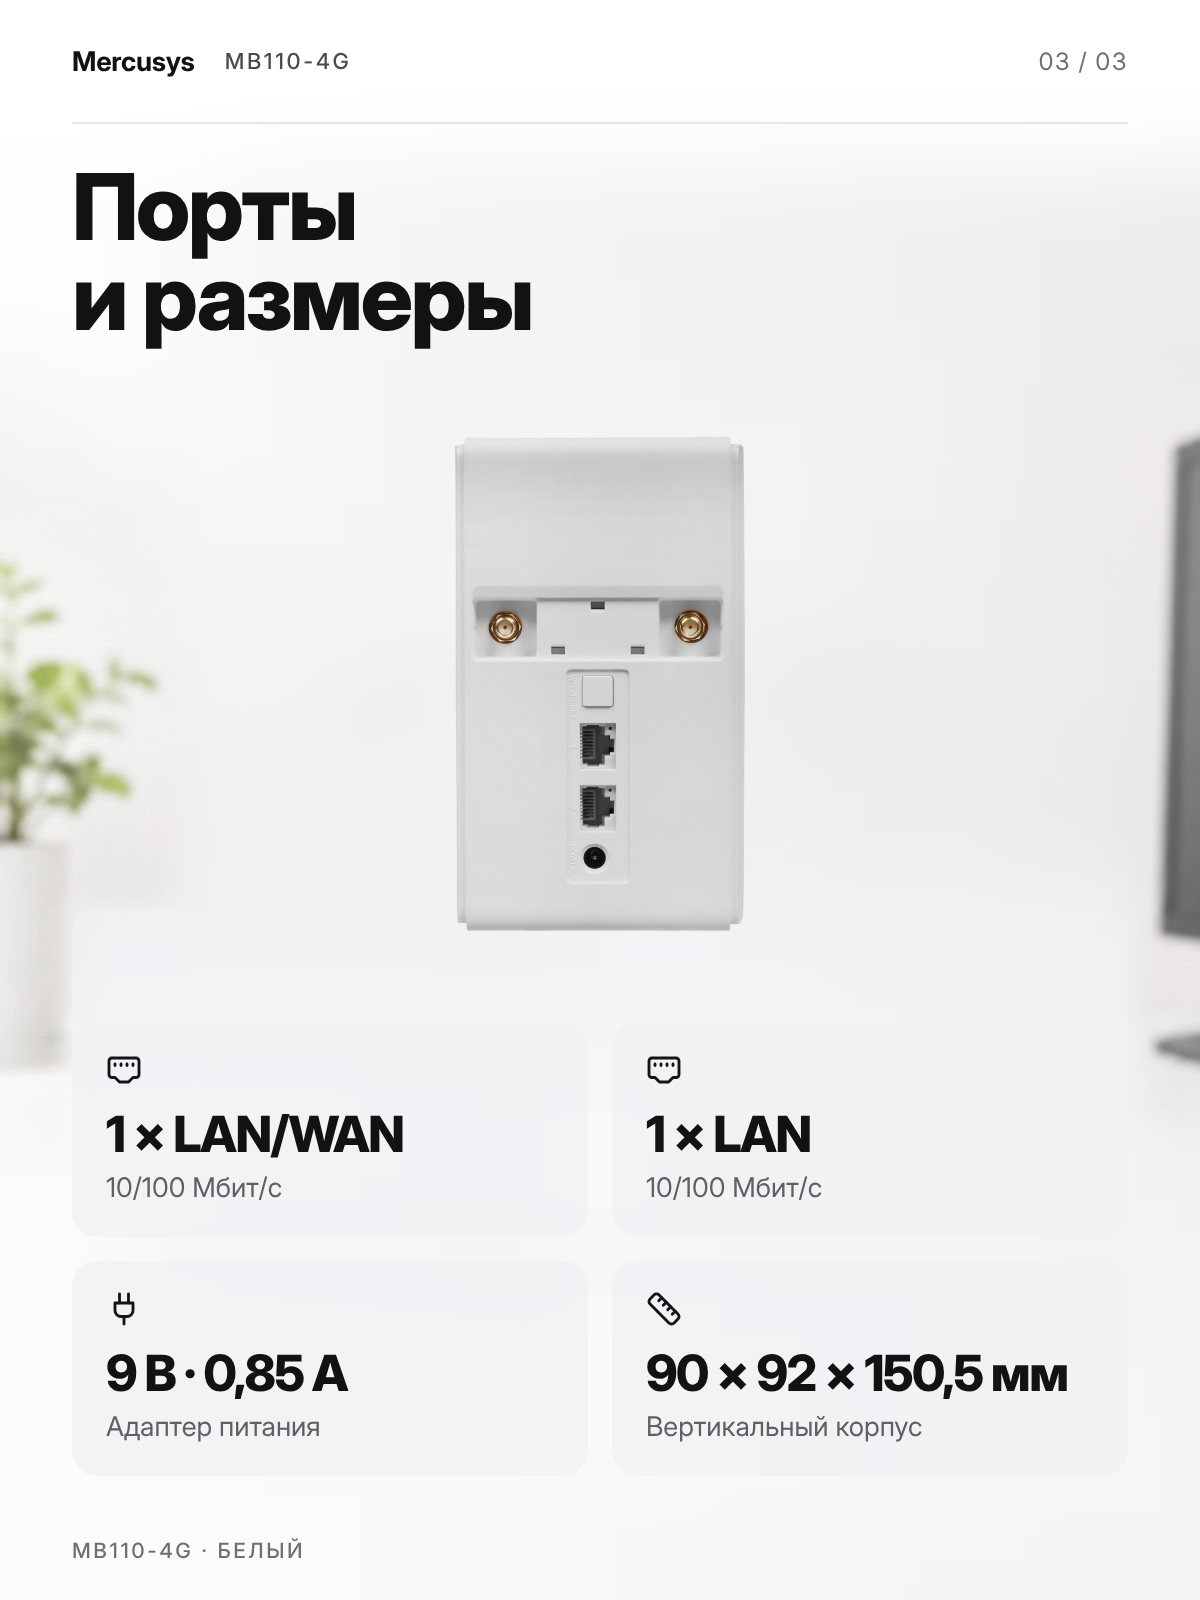 Mercusys MB110-4G 03 / 03
Порты
и размеры
1 × LAN/WAN
10/100 Мбит/с
1 × LAN
10/100 Мбит/с
9 В · 0,85 А
Адаптер питания
90 × 92 × 150,5 мм
Вертикальный корпус
MB110-4G · БЕЛЫЙ